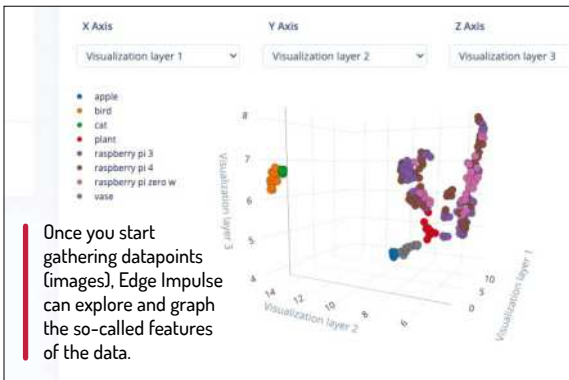 X Axis
Y Axis
Z Axis
Visualization layer 1
Visualization layer 2
Visualization layer 3
apple
bird
cat
plant
raspberry pi 3
raspberry pi 4
raspberry pi zero w
vase
8
7
6
5
4
Visualization layer 3
14
12
10
8
6
Visualization layer 2
10
5
0
Visualization layer 1
Once you start
gathering datapoints
(images), Edge Impulse
can explore and graph
the so-called features
of the data.